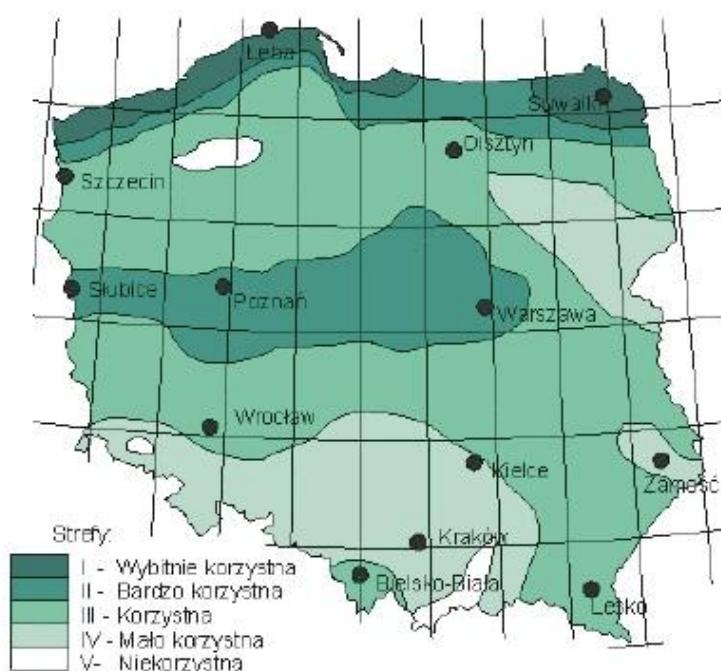 Łeba
Suwałki
Olsztyn
Szczecin
Słubice
Poznań
Warszawa
Wrocław
Kielce
Zamość
Strefy:
Kraków
I - Wybitnie korzystna
II - Bardzo korzystna
Bielsko-Biała
III - Korzystna
Lesko
IV - Mało korzystna
V- Niekorzystna